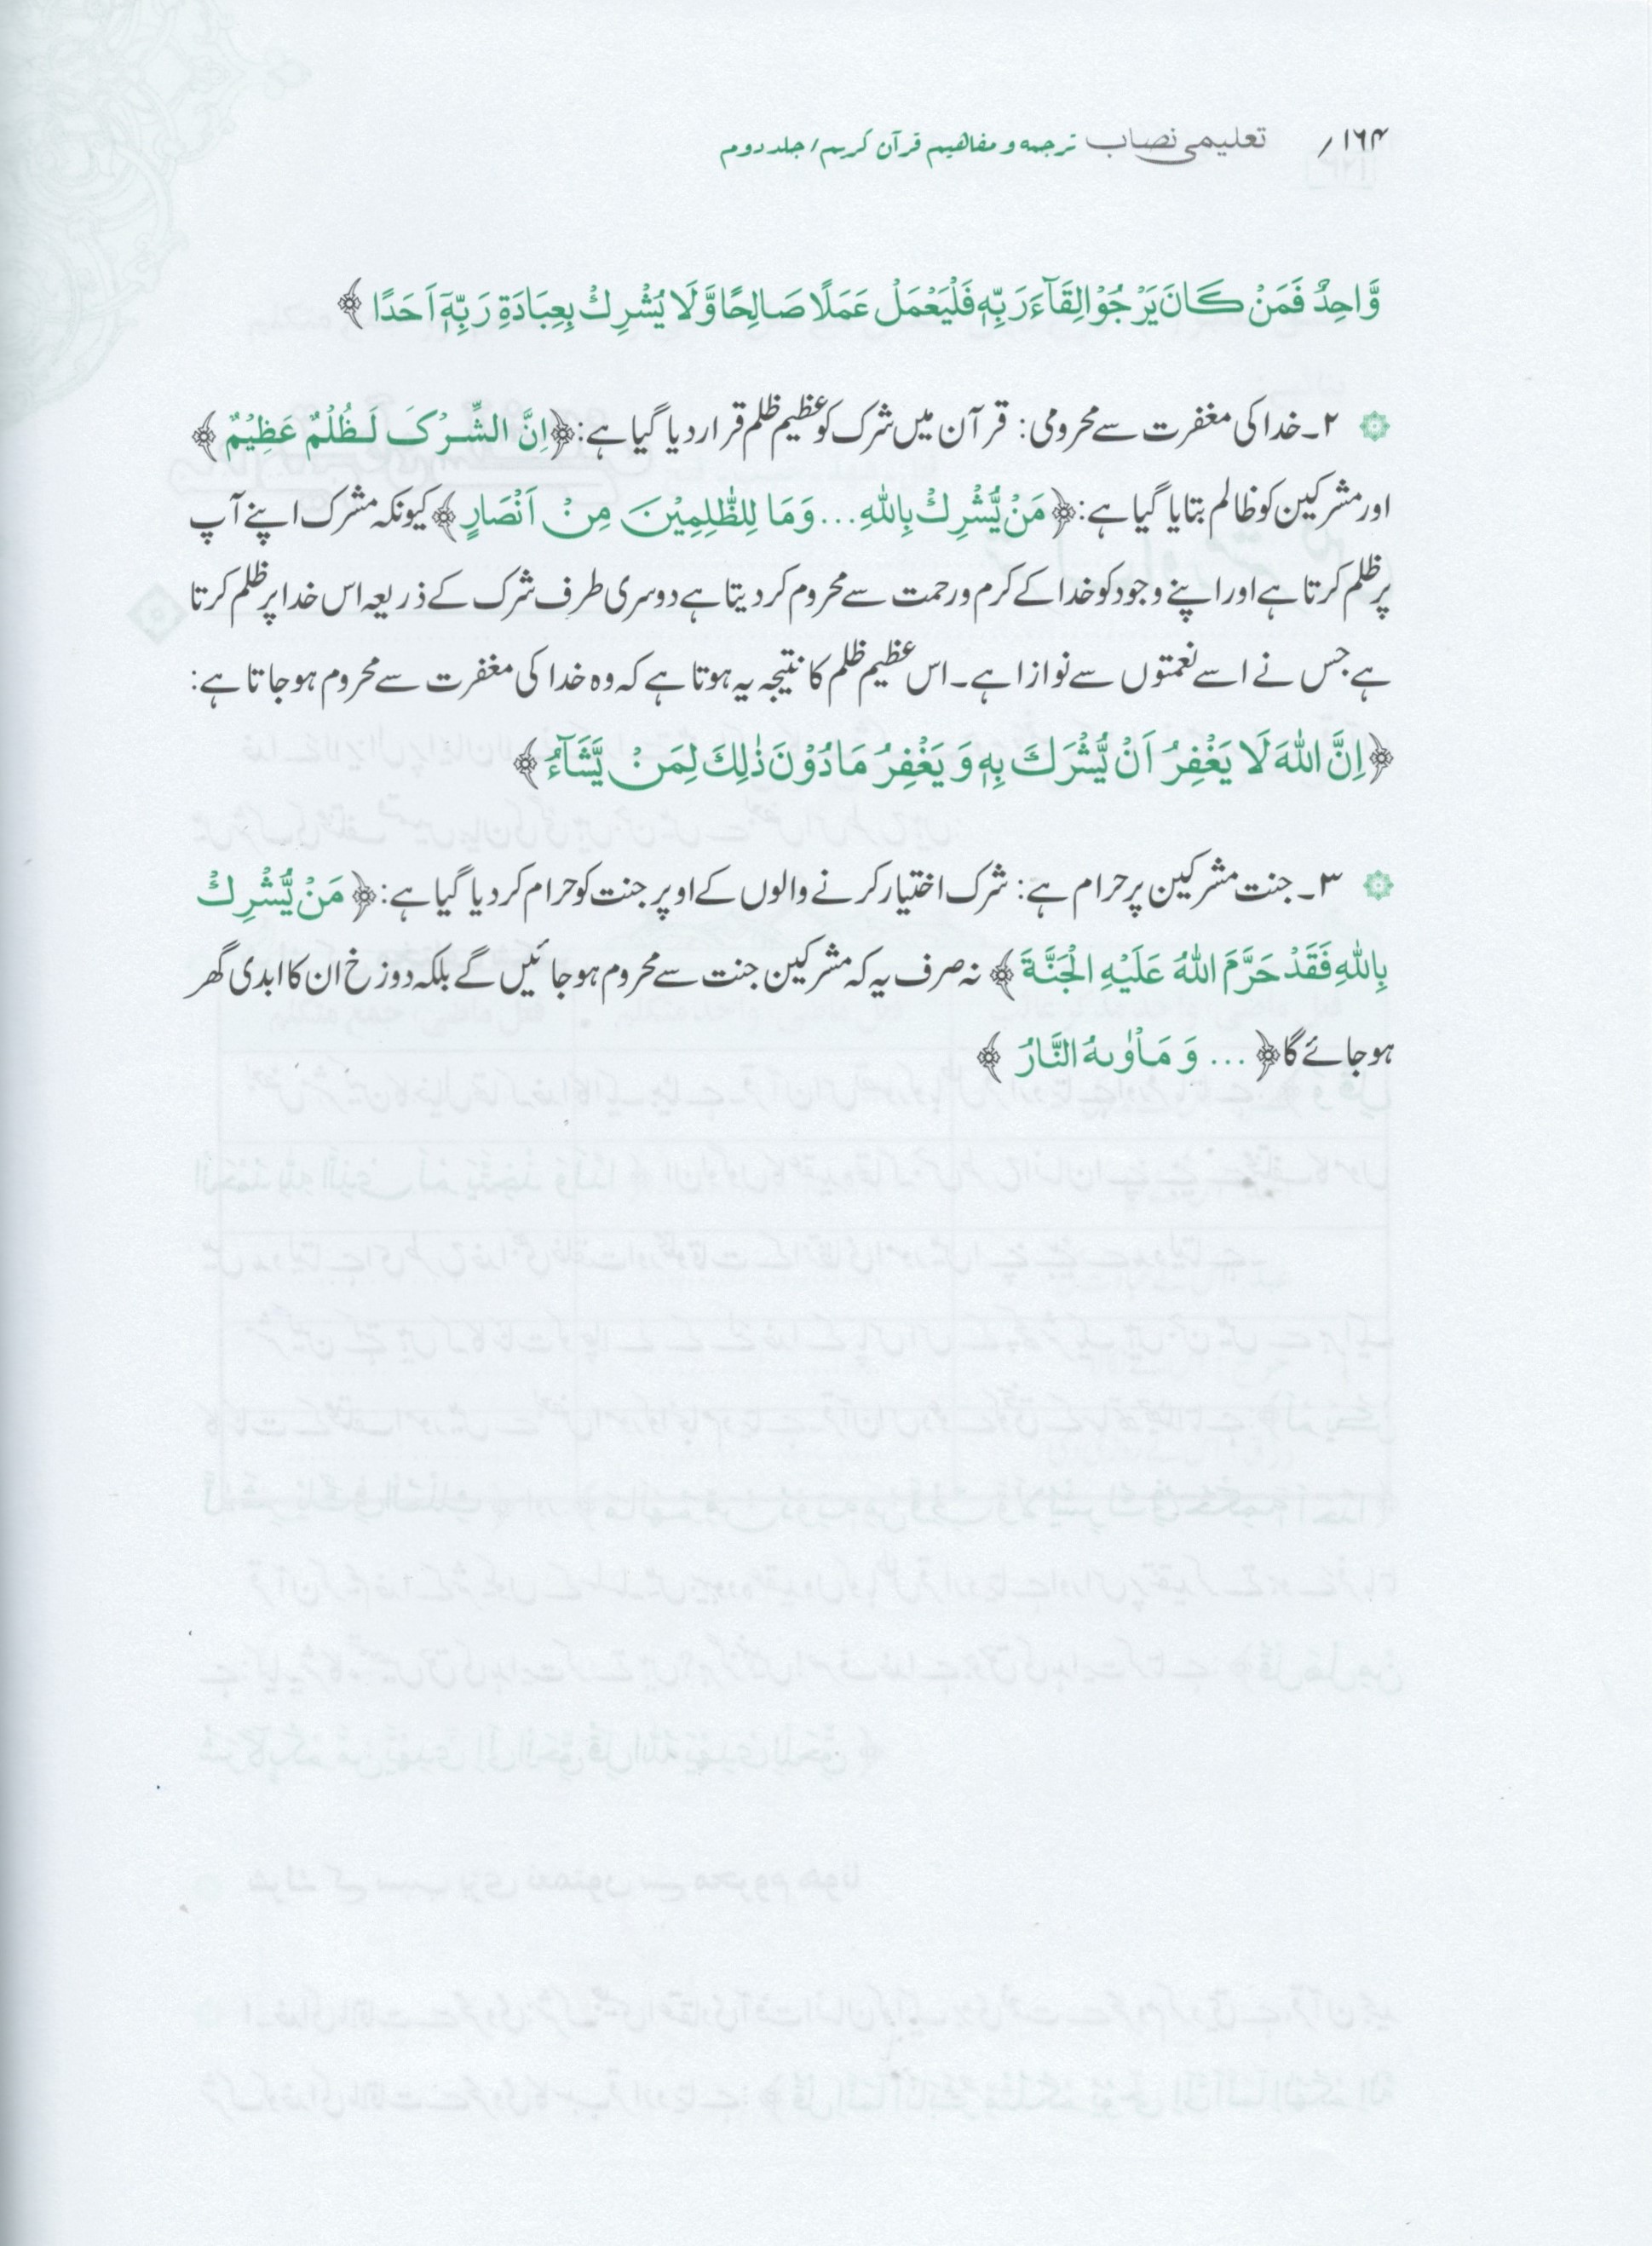 ۱۶۴/ تعلیمی نصاب ترجمه و مفاهیم قرآن کریم/ جلد دوم
وَّاحِدٌ فَمَنْ كَانَ يَرْجُوْا لِقَآءَ رَبِّهٖ فَلْيَعْمَلْ عَمَلًا صَالِحًا وَّلَا يُشْرِكْ بِعِبَادَةِ رَبِّهٖٓ اَحَدًا ﴾
۲۔ خدا کی مغفرت سے محرومی: قرآن میں شرک کو عظیم ظلم قرار دیا گیا ہے: ﴿اِنَّ الشِّرْكَ لَظُلْمٌ عَظِيْمٌ ﴾
اور مشرکین کو ظالم بتایا گیا ہے: ﴿مَنْ يُّشْرِكْ بِاللّٰهِ... وَمَا لِلظّٰلِمِيْنَ مِنْ اَنْصَارٍ﴾ کیونکہ مشرک اپنے آپ
پر ظلم کرتا ہے اور اپنے وجود کو خدا کے کرم و رحمت سے محروم کر دیتا ہے دوسری طرف شرک کے ذریعہ اس خدا پر ظلم کرتا
ہے جس نے اسے نعمتوں سے نوازا ہے۔ اس عظیم ظلم کا نتیجہ یہ ہوتا ہے کہ وہ خدا کی مغفرت سے محروم ہو جاتا ہے:
﴿اِنَّ اللّٰهَ لَا يَغْفِرُ اَنْ يُّشْرَكَ بِهٖ وَ يَغْفِرُ مَا دُوْنَ ذٰلِكَ لِمَنْ يَّشَآءُ﴾
۳۔ جنت مشرکین پر حرام ہے: شرک اختیار کرنے والوں کے اوپر جنت کو حرام کر دیا گیا ہے: ﴿مَنْ يُّشْرِكْ
بِاللّٰهِ فَقَدْ حَرَّمَ اللّٰهُ عَلَيْهِ الْجَنَّةَ ﴾ نہ صرف یہ کہ مشرکین جنت سے محروم ہو جائیں گے بلکہ دوزخ ان کا ابدی گھر
ہو جائے گا ﴿ ... وَ مَاْوٰىهُ النَّارُ ﴾